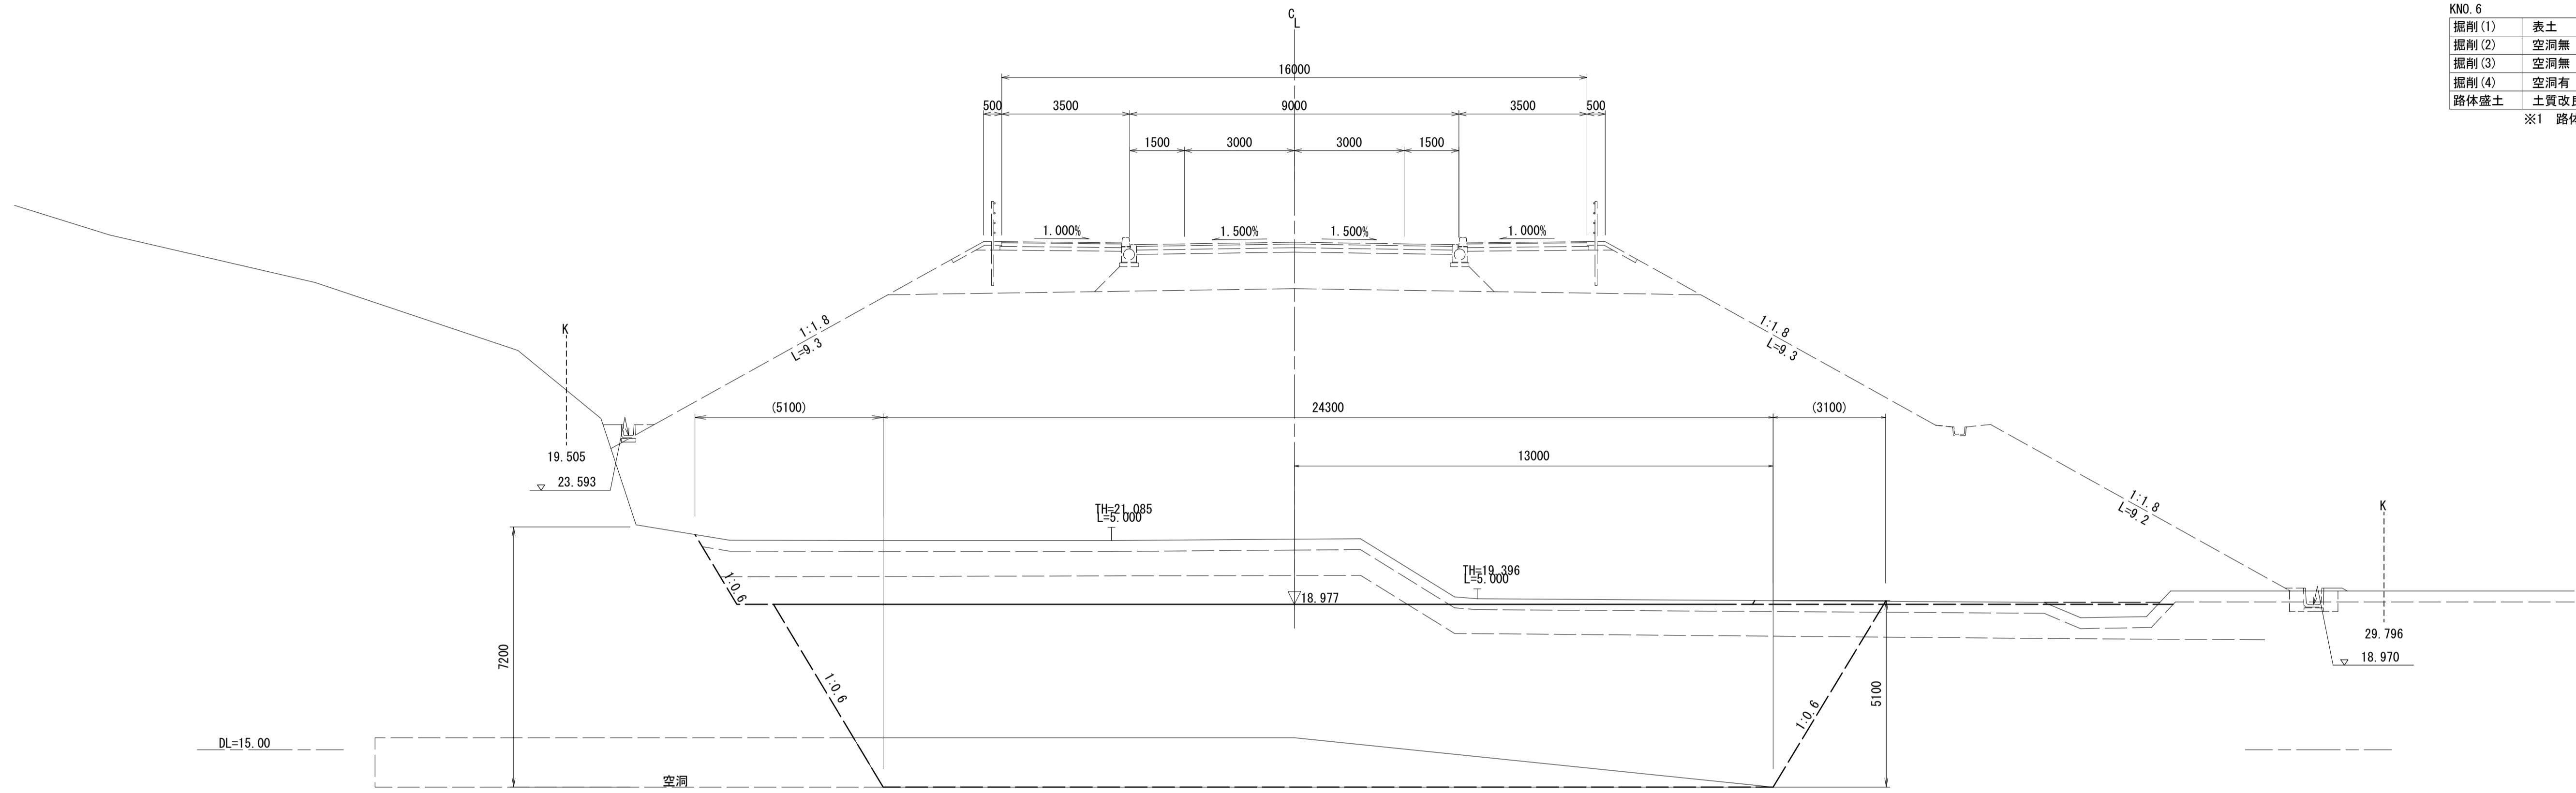 KNO.6
掘削(1) 表土
掘削(2) 空洞無
掘削(3) 空洞無
掘削(4) 空洞有
路体盛土 土質改
※1 路体
C
L
16000
500 3500 9000 3500 500
1500 3000 3000 1500
1.000% 1.500% 1.500% 1.000%
K
1:1.8
L=9.3
1:1.8
L=9.3
(5100) 24300 (3100)
13000
19.505
23.593
1:1.8
L=9.2
K
TH=21.085
L=5.000
TH=19.396
L=5.000
1:0.6
18.977
29.796
18.970
7200
1:0.6
1:0.6
5100
DL=15.00
空洞